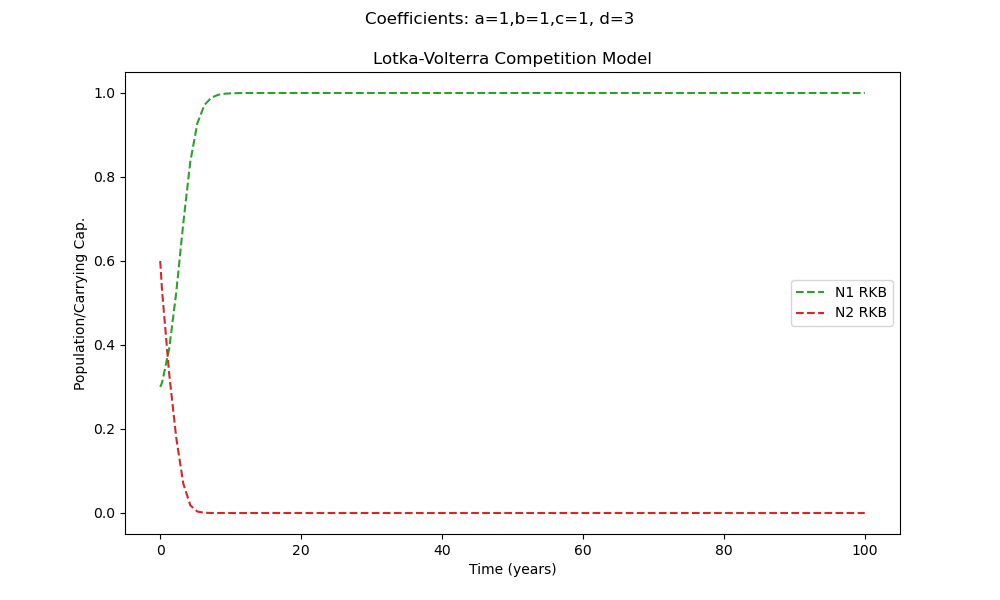 Coefficients: a=1,b=1,c=1, d=3
Lotka-Volterra Competition Model
1.0
0.8
0.6
0.4
0.2
0.0
Population/Carrying Cap.
N1 RKB
N2 RKB
0 20 40 60 80 100
Time (years)